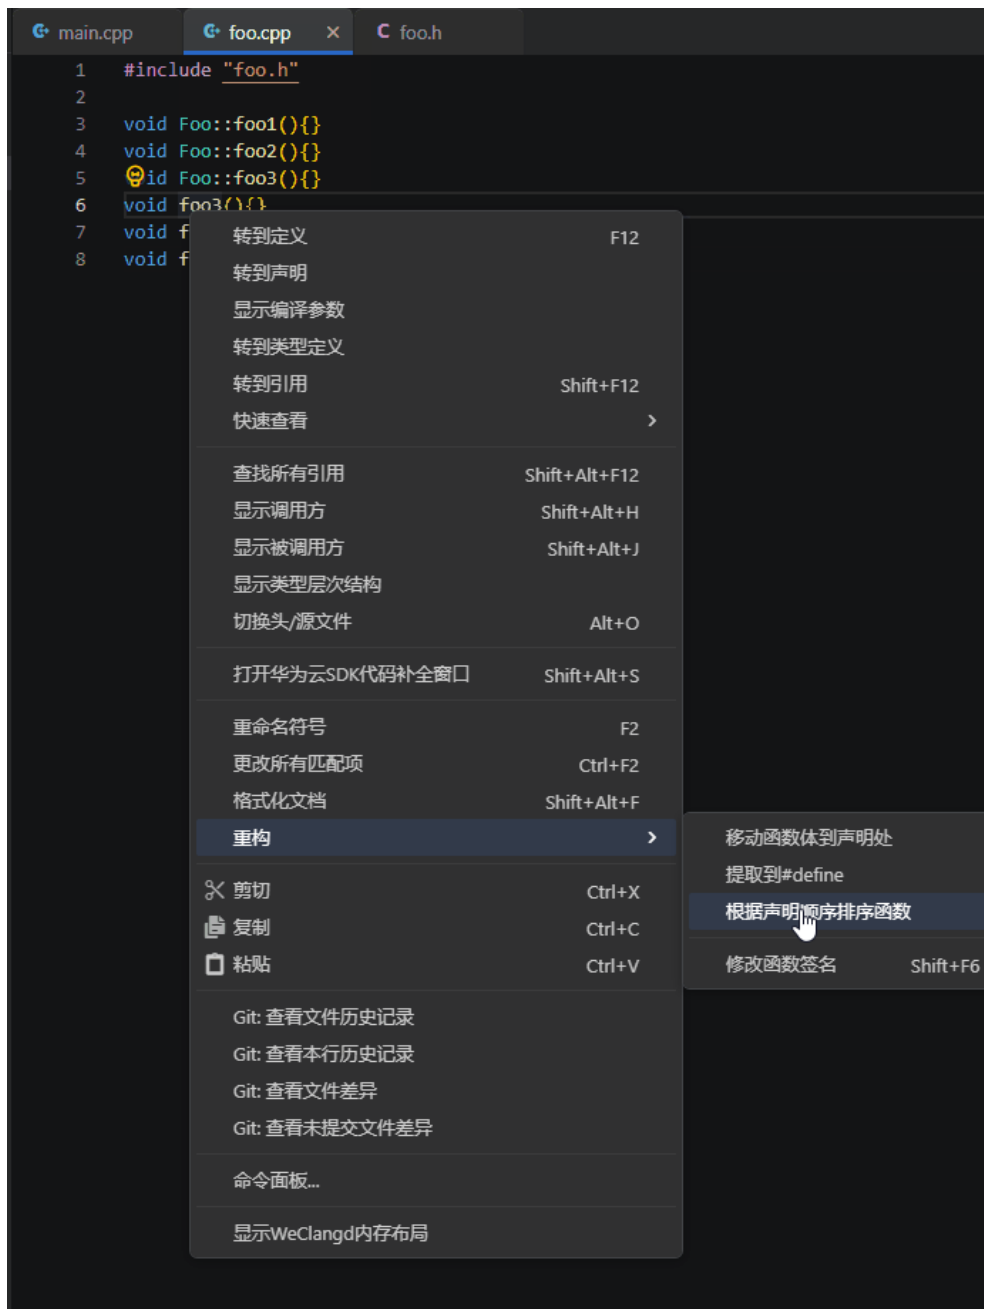 main.cpp foo.cpp × foo.h
1 #include "foo.h"
2
3 void Foo::foo1(){}
4 void Foo::foo2(){}
5 id Foo::foo3(){}
6 void foo3(){}
7 void f
8 void f
转到定义 F12
转到声明
显示编译参数
转到类型定义
转到引用 Shift+F12
快速查看
查找所有引用 Shift+Alt+F12
显示调用方 Shift+Alt+H
显示被调用方 Shift+Alt+J
显示类型层次结构
切换头/源文件 Alt+O
打开华为云SDK代码补全窗口 Shift+Alt+S
重命名符号 F2
更改所有匹配项 Ctrl+F2
格式化文档 Shift+Alt+F
重构
移动函数体到声明处
提取到#define
根据声明顺序排序函数
修改函数签名 Shift+F6
剪切 Ctrl+X
复制 Ctrl+C
粘贴 Ctrl+V
Git: 查看文件历史记录
Git: 查看本行历史记录
Git: 查看文件差异
Git: 查看未提交文件差异
命令面板...
显示WeClangd内存布局